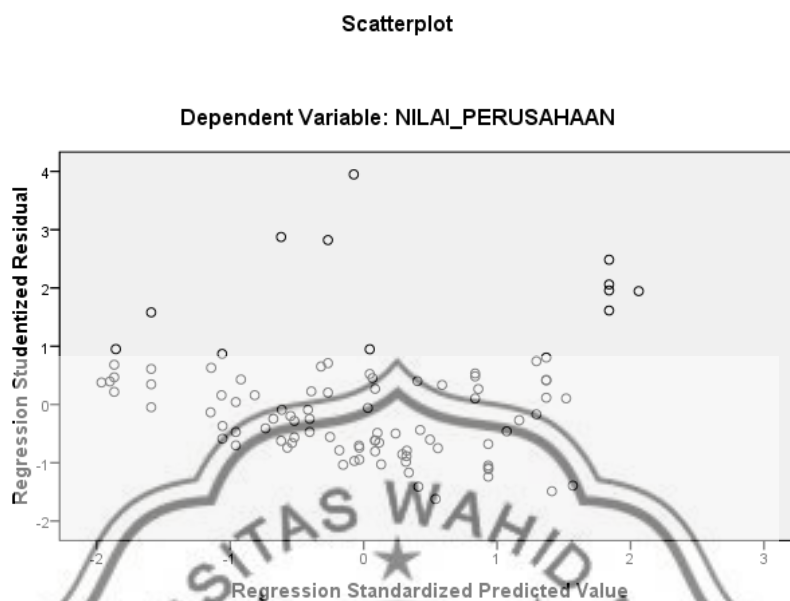 Scatterplot
Dependent Variable: NILAI_PERUSAHAAN
Regression Studentized Residual
4
3
2
1
0
-1
-2
-2
-1
0
1
2
3
SITAS WAHID
Regression Standardized Predicted Value